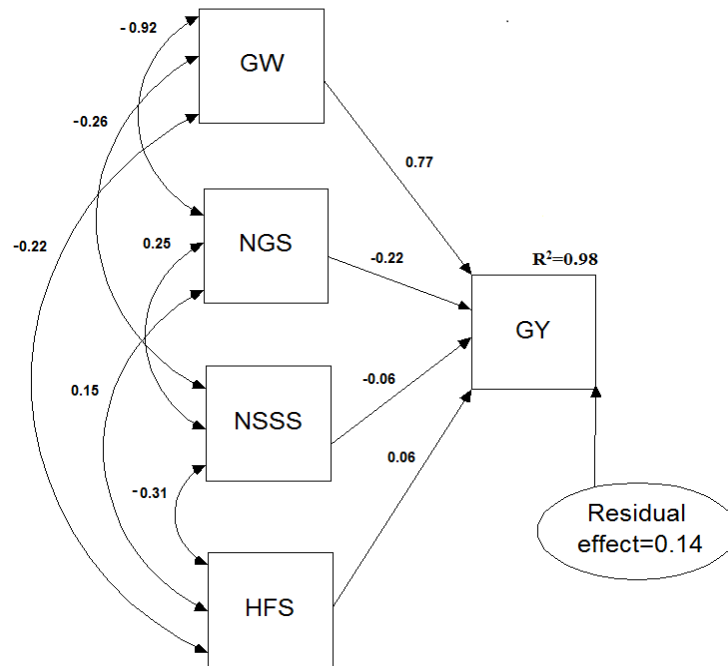 - 0.92
GW
-0.26
0.77
-0.22
0.25
NGS
-0.22
R²=0.98
GY
0.15
-0.06
NSSS
0.06
-0.31
Residual
effect=0.14
HFS